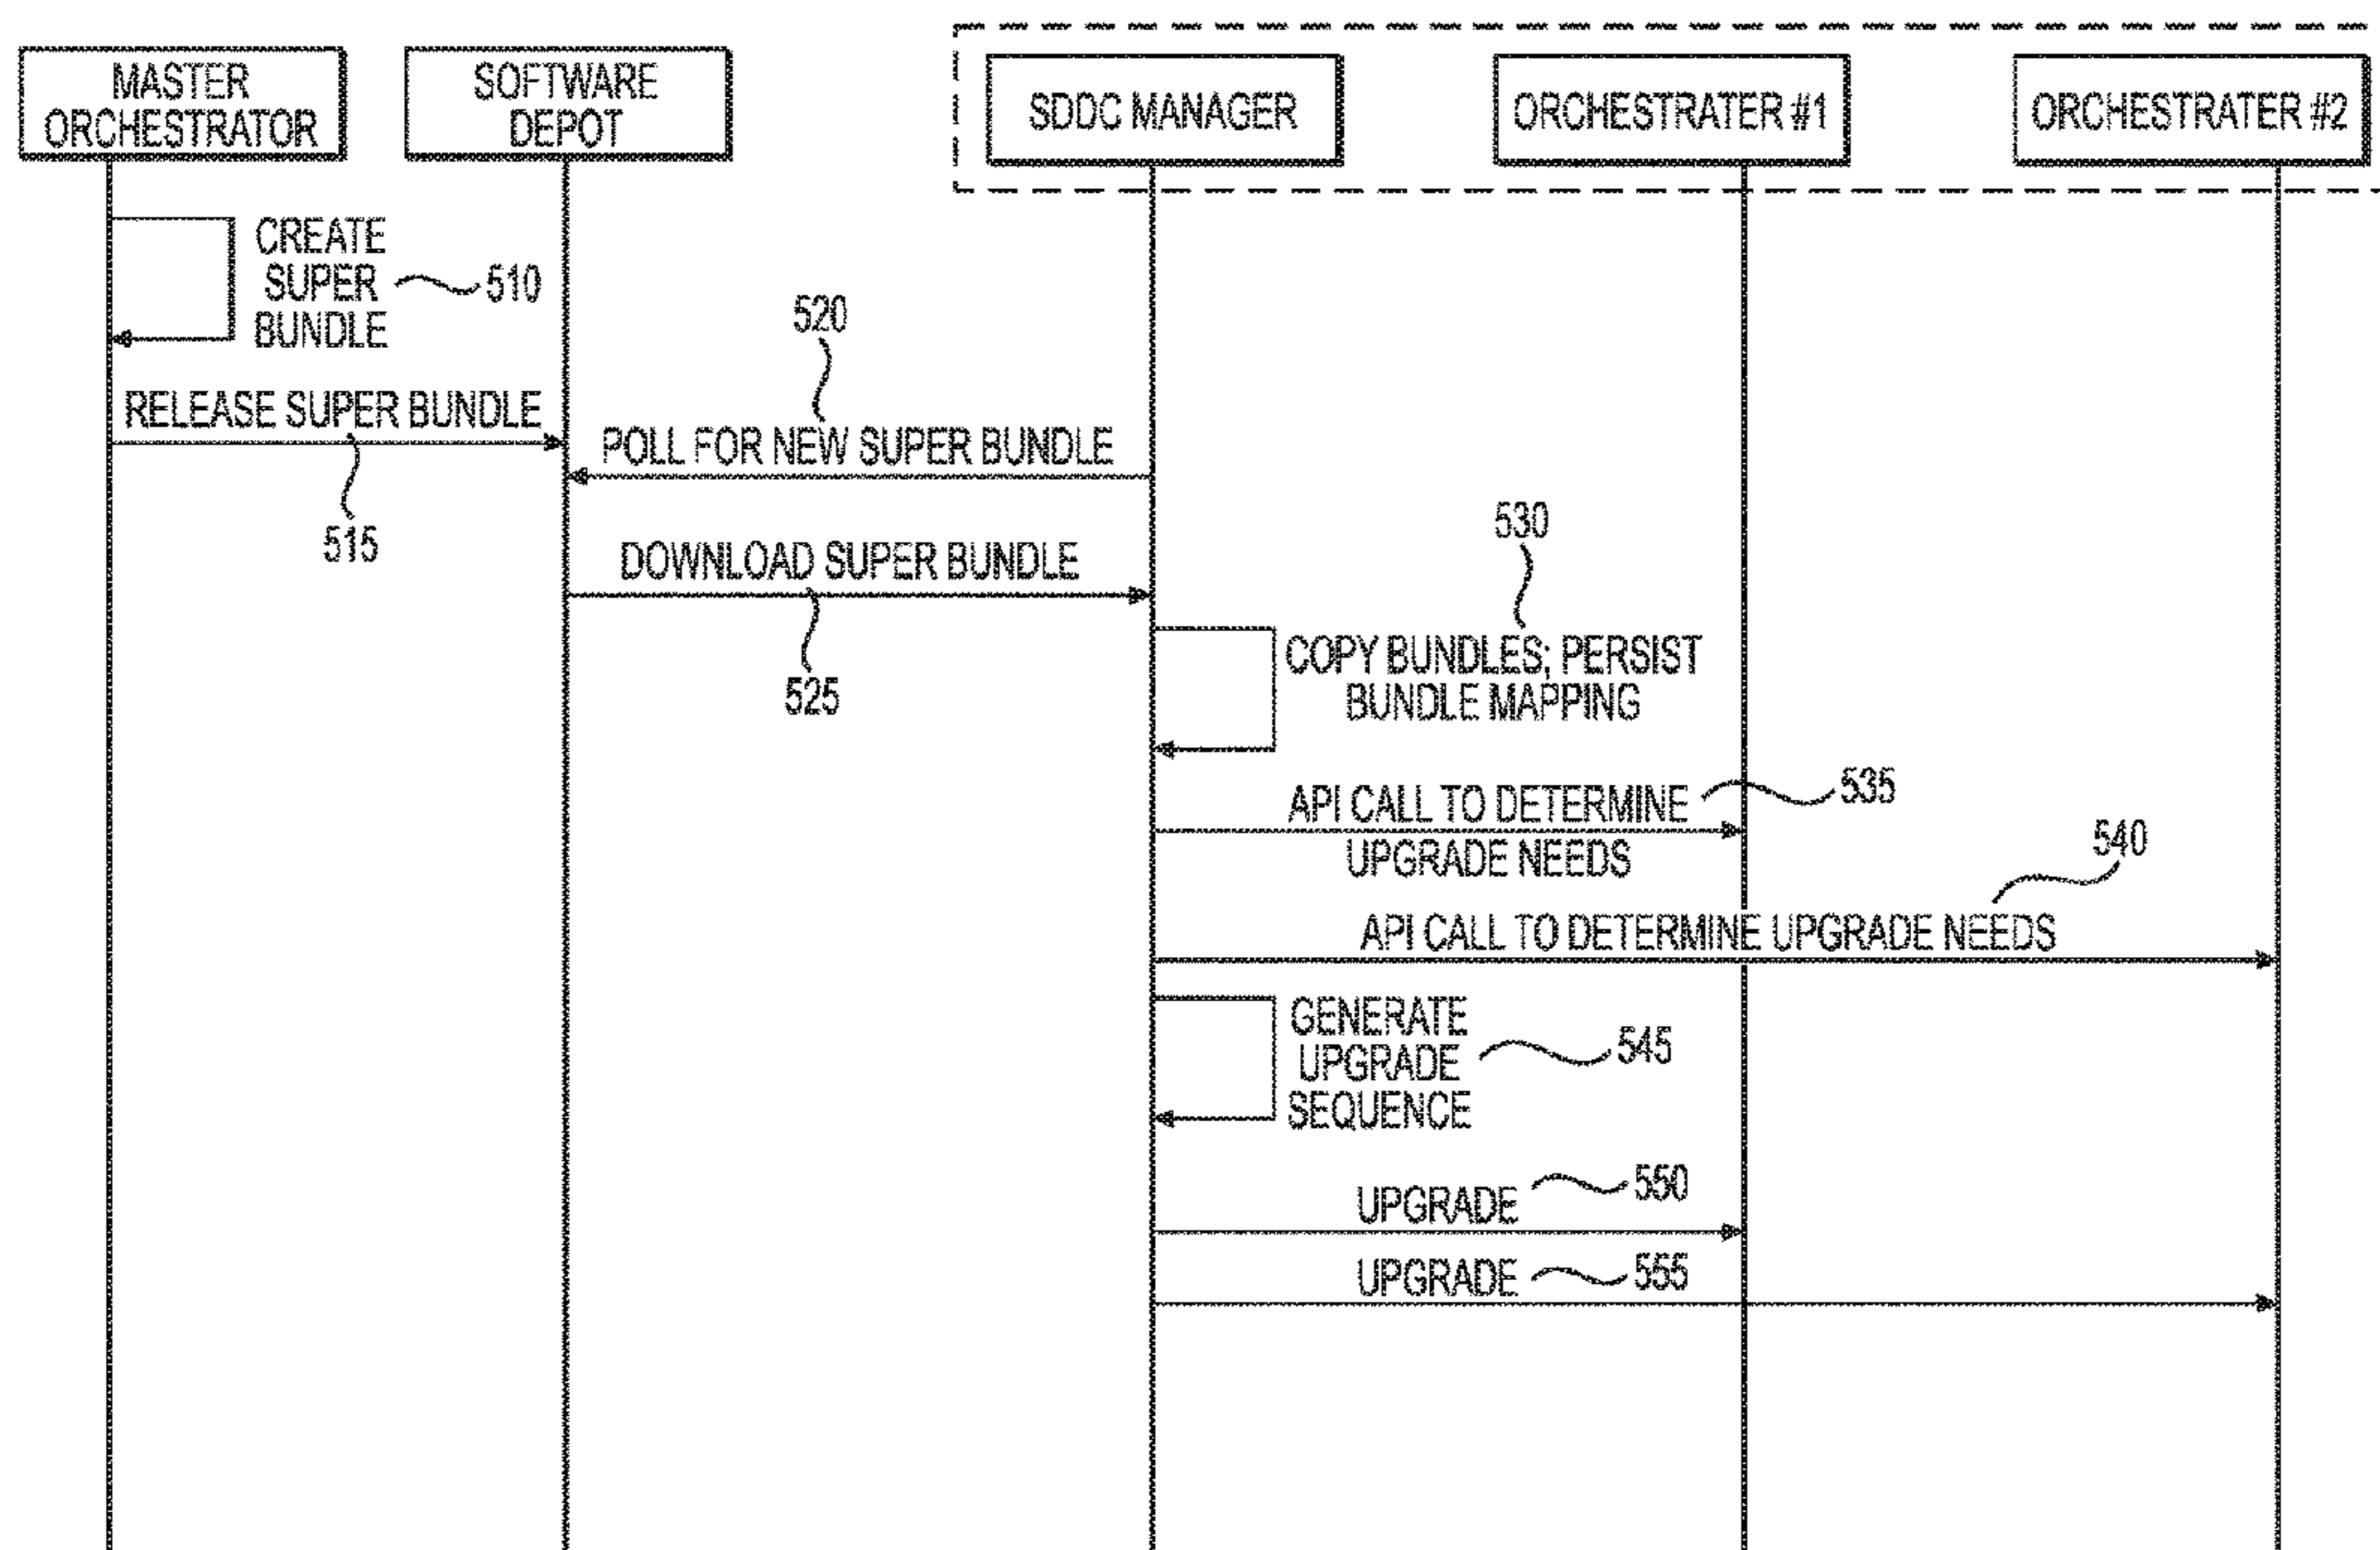 MASTER
ORCHESTRATOR
SOFTWARE
DEPOT
SDDC MANAGER
ORCHESTRATER #1
ORCHESTRATER #2
CREATE
SUPER
BUNDLE
510
RELEASE SUPER BUNDLE
515
520
POLL FOR NEW SUPER BUNDLE
DOWNLOAD SUPER BUNDLE
525
530
COPY BUNDLES; PERSIST
BUNDLE MAPPING
API CALL TO DETERMINE
UPGRADE NEEDS
535
540
API CALL TO DETERMINE UPGRADE NEEDS
GENERATE
UPGRADE
SEQUENCE
545
UPGRADE
550
UPGRADE
555